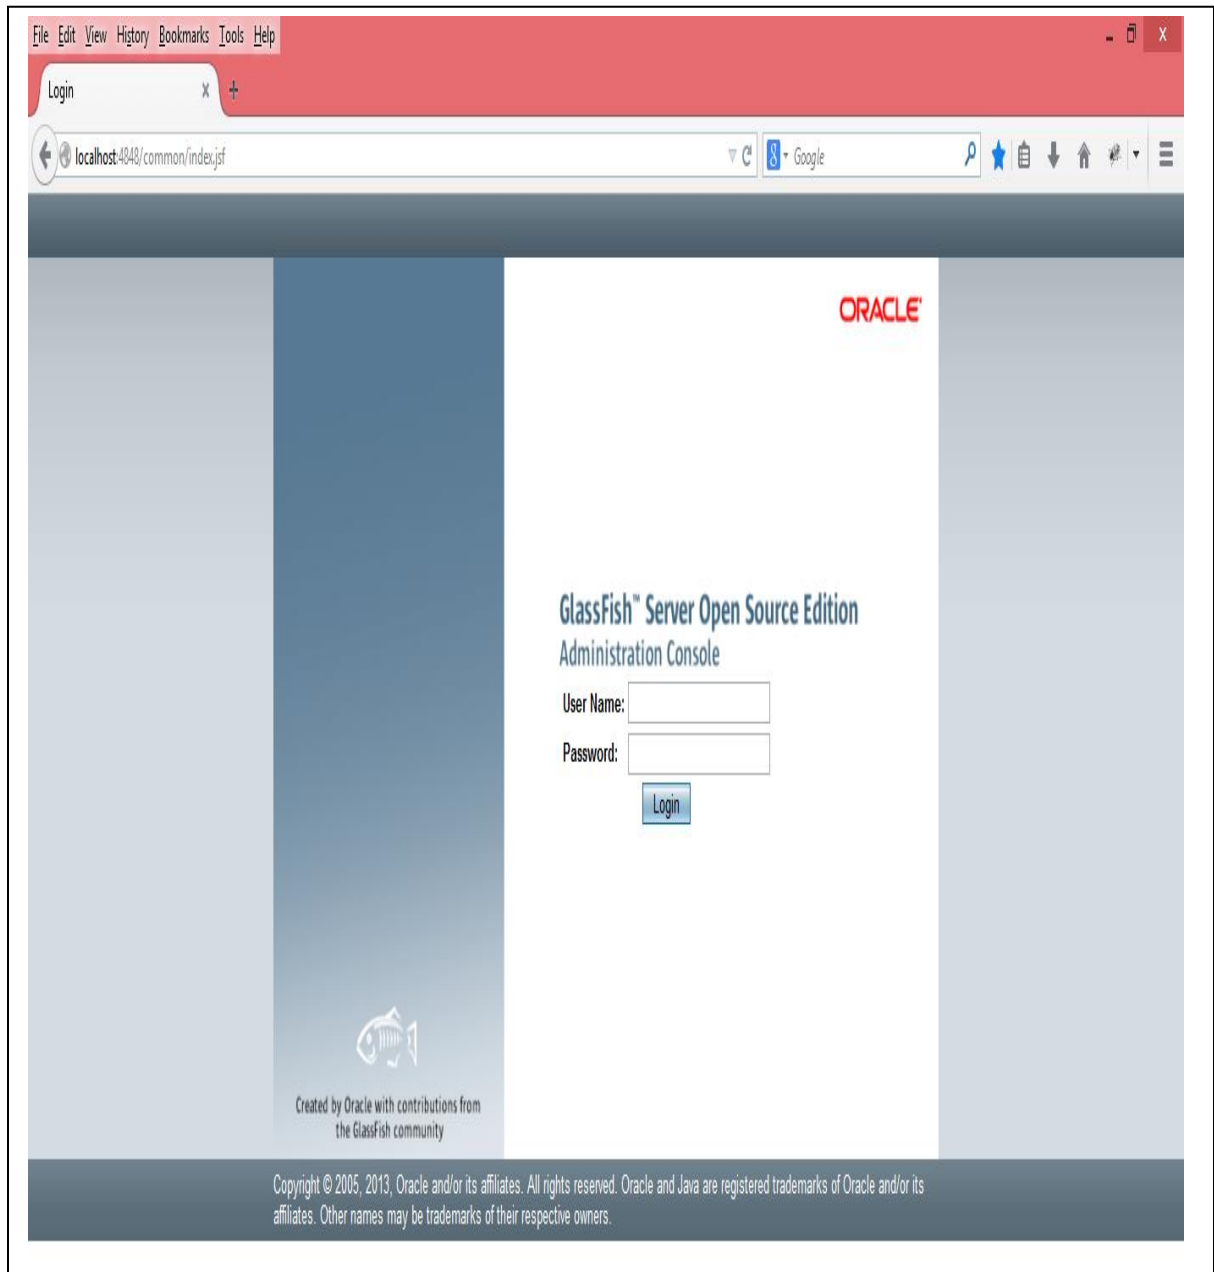 File Edit View History Bookmarks Tools Help
Login
localhost:4848/common/index.jsf
Google
ORACLE
GlassFish™ Server Open Source Edition
Administration Console
User Name:
Password:
Login
Created by Oracle with contributions from
the GlassFish community
Copyright © 2005, 2013, Oracle and/or its affiliates. All rights reserved. Oracle and Java are registered trademarks of Oracle and/or its
affiliates. Other names may be trademarks of their respective owners.